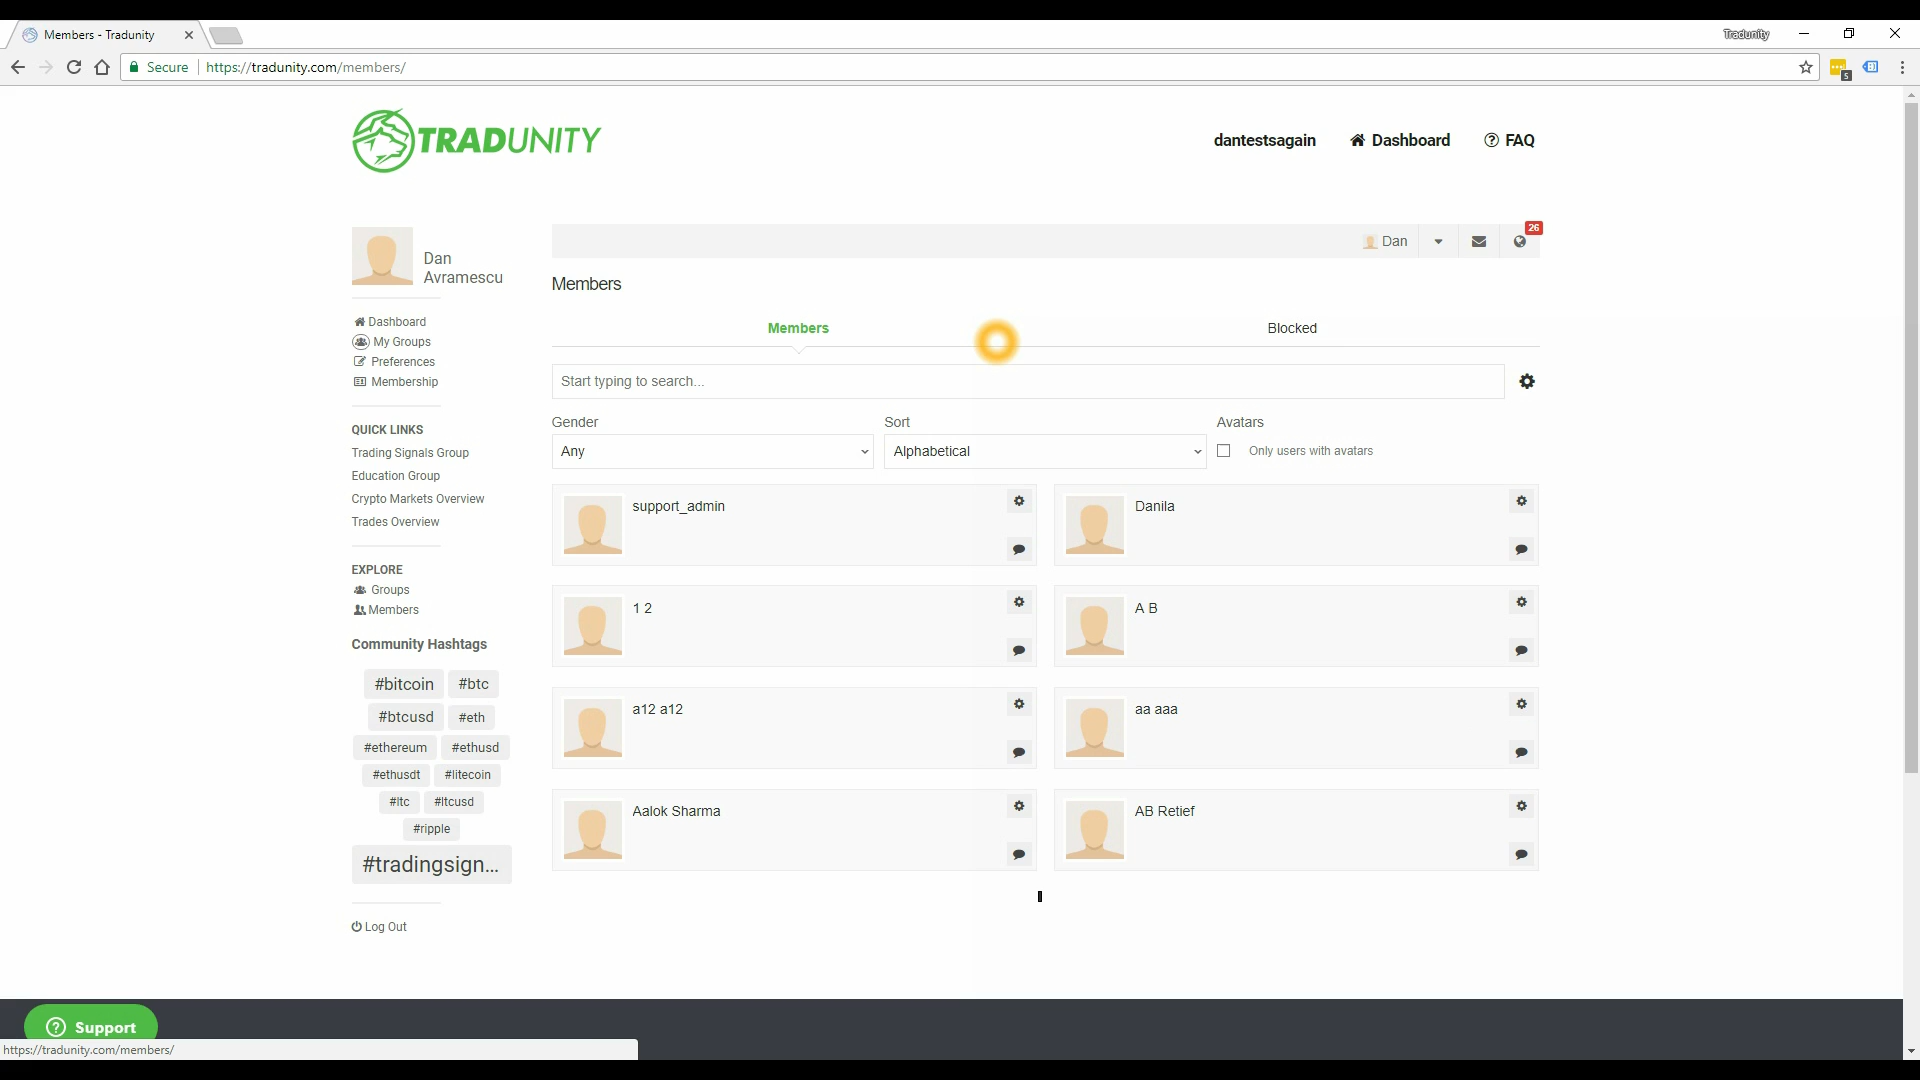 Members - Tradunity
Tradunity
Secure
https://tradunity.com/members/
TRADUNITY
dantestsagain
Dashboard
FAQ
26
Dan
Dan
Avramescu
Members
Dashboard
My Groups
Preferences
Membership
Members
Blocked
Start typing to search...
Gender
Sort
Avatars
Any
Alphabetical
Only users with avatars
QUICK LINKS
Trading Signals Group
Education Group
Crypto Markets Overview
Trades Overview
EXPLORE
Groups
Members
Community Hashtags
#bitcoin #btc
#btcusd #eth
#ethereum #ethusd
#ethusdt #litecoin
#ltc #ltcusd
#ripple
#tradingsign...
Log Out
support_admin
Danila
1 2
A B
a12 a12
aa aaa
Aalok Sharma
AB Retief
Support
https://tradunity.com/members/
5